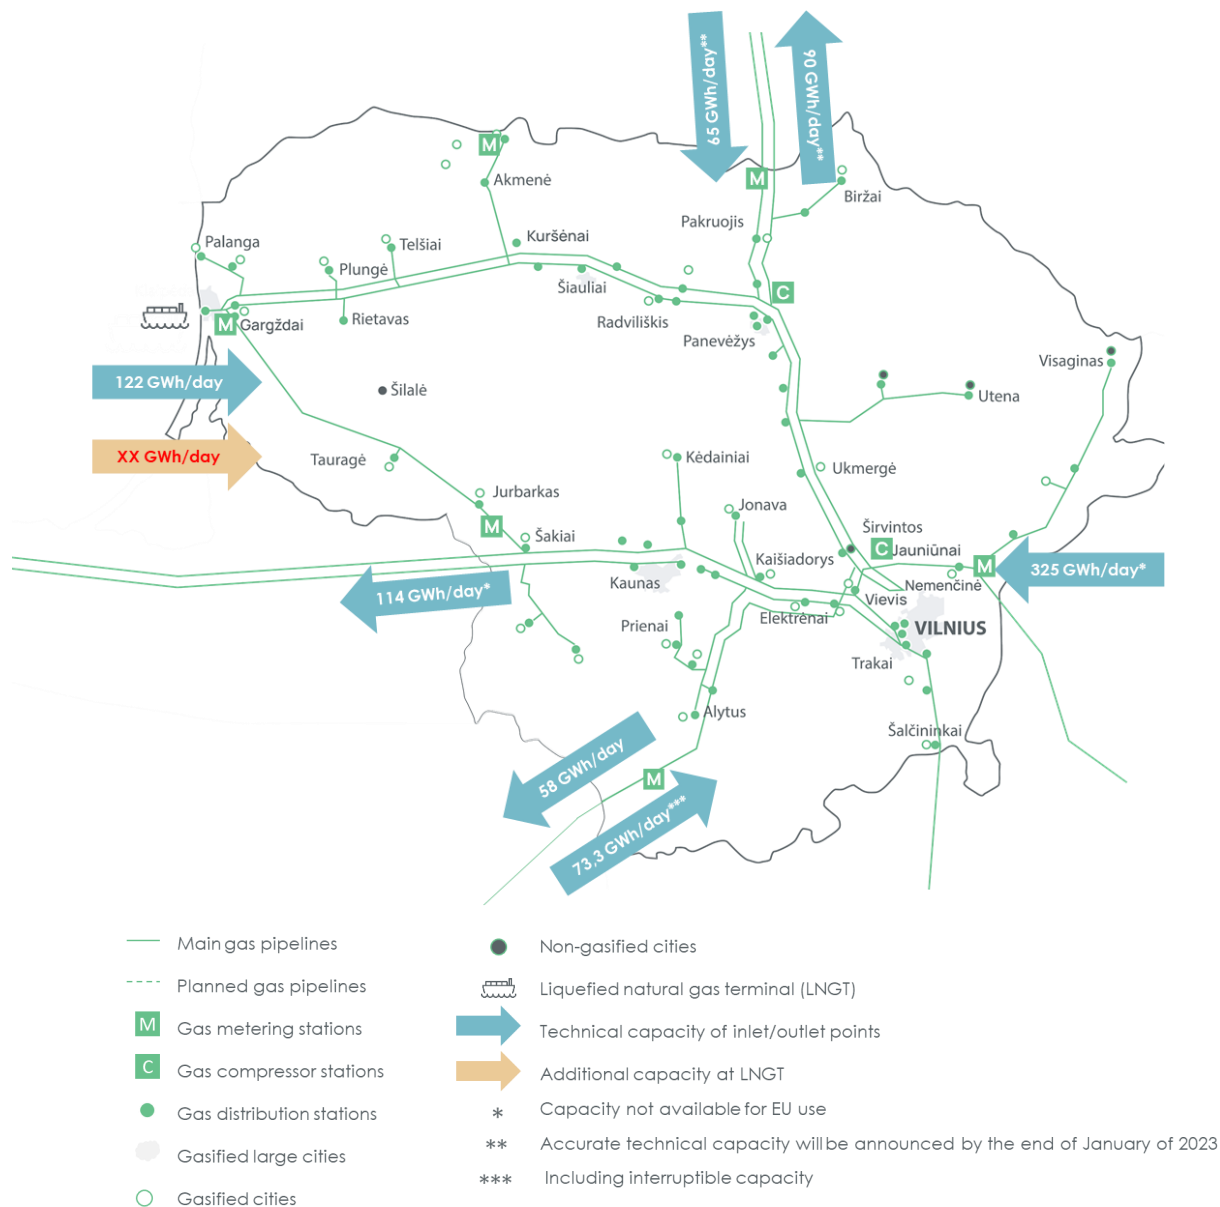 65 GWh/day**
90 GWh/day**
M
Akmenė
M
Biržai
Pakruojis
Palanga
Telšiai
Kuršėnai
Plungė
Šiauliai
C
M
Gargždai
Rietavas
Radviliškis
Panevėžys
Visaginas
122 GWh/day
Šilalė
Utena
XX GWh/day
Tauragė
Kėdainiai
Ukmergė
Jurbarkas
Jonava
M
Šakiai
Širvintos
C
Jauniūnai
Kaišiadorys
M
325 GWh/day*
Kaunas
Nemenčinė
114 GWh/day*
Vievis
Elektrėnai
Prienai
VILNIUS
Trakai
Alytus
Šalčininkai
58 GWh/day
M
73,3 GWh/day***
Main gas pipelines
Planned gas pipelines
M Gas metering stations
C Gas compressor stations
Gas distribution stations
Gasified large cities
Gasified cities
Non-gasified cities
Liquefied natural gas terminal (LNGT)
Technical capacity of inlet/outlet points
Additional capacity at LNGT
* Capacity not available for EU use
** Accurate technical capacity will be announced by the end of January of 2023
*** Including interruptible capacity